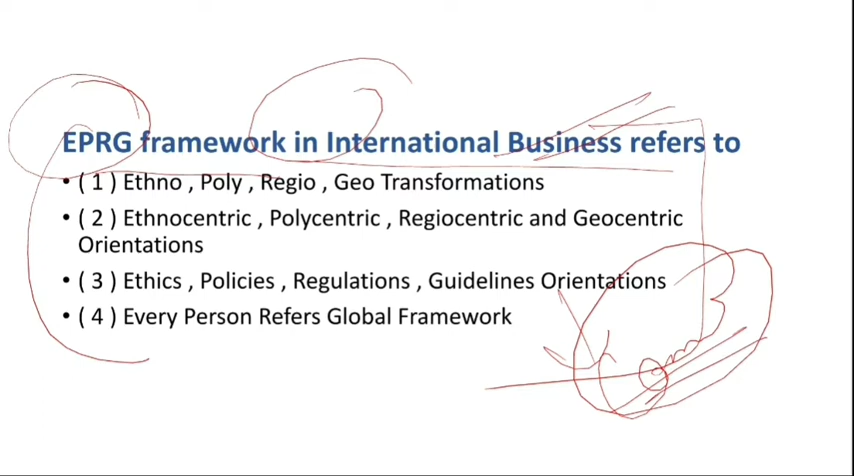 EPRG framework in International Business refers to
• ( 1 ) Ethno , Poly , Regio , Geo Transformations
• ( 2 ) Ethnocentric , Polycentric , Regiocentric and Geocentric
Orientations
• ( 3 ) Ethics , Policies , Regulations , Guidelines Orientations
• ( 4 ) Every Person Refers Global Framework